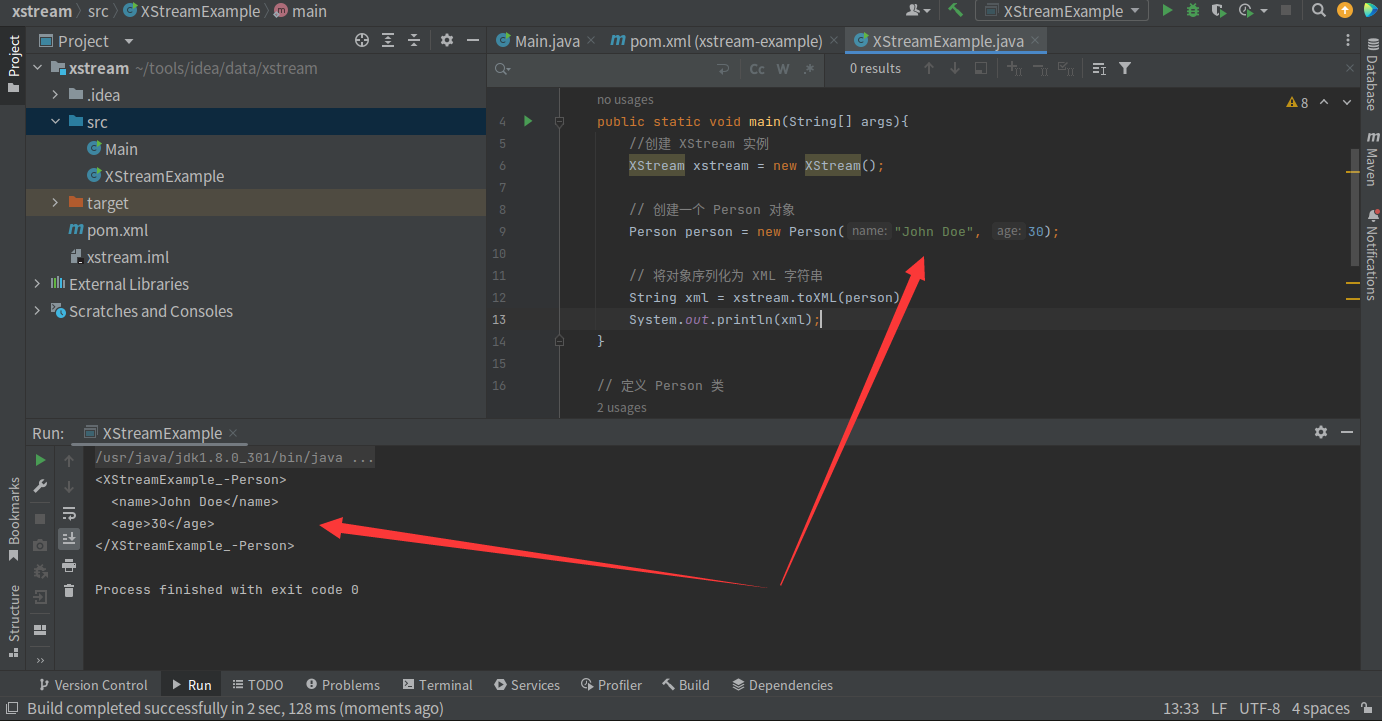 xstream src XStreamExample main
XStreamExample
Project
Main.java
pom.xml (xstream-example)
XStreamExample.java
Project
xstream ~/tools/idea/data/xstream
.idea
src
Main
XStreamExample
target
pom.xml
xstream.iml
External Libraries
Scratches and Consoles
Cc W .* 0 results
8
no usages
4 public static void main(String[] args){
5 //创建 XStream 实例
6 XStream xstream = new XStream();
7
8 // 创建一个 Person 对象
9 Person person = new Person( name: "John Doe", age: 30);
10
11 // 将对象序列化为 XML 字符串
12 String xml = xstream.toXML(person)
13 System.out.println(xml);
14 }
15
16 // 定义 Person 类
2 usages
Database
Maven
Notifications
Run: XStreamExample
/usr/java/jdk1.8.0_301/bin/java ...
<XStreamExample_-Person>
<name>John Doe</name>
<age>30</age>
</XStreamExample_-Person>
Process finished with exit code 0
Bookmarks
Structure
Version Control Run TODO Problems Terminal Services Profiler Build Dependencies
Build completed successfully in 2 sec, 128 ms (moments ago) 13:33 LF UTF-8 4 spaces